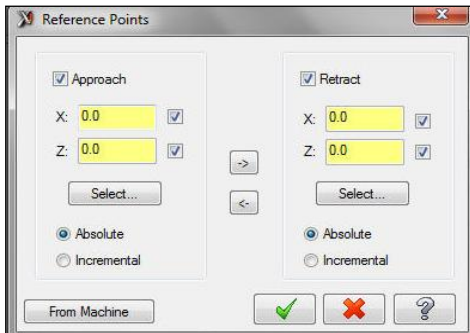 Reference Points
Approach
X: 0.0
Z: 0.0
Select...
Absolute
Incremental
->
<-
Retract
X: 0.0
Z: 0.0
Select...
Absolute
Incremental
From Machine